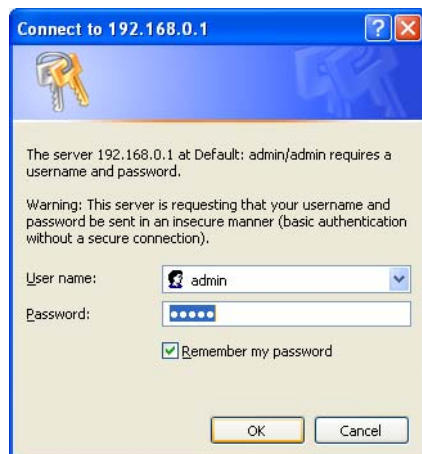 Connect to 192.168.0.1
The server 192.168.0.1 at Default: admin/admin requires a
username and password.
Warning: This server is requesting that your username and
password be sent in an insecure manner (basic authentication
without a secure connection).
User name: admin
Password: •••••
Remember my password
OK Cancel